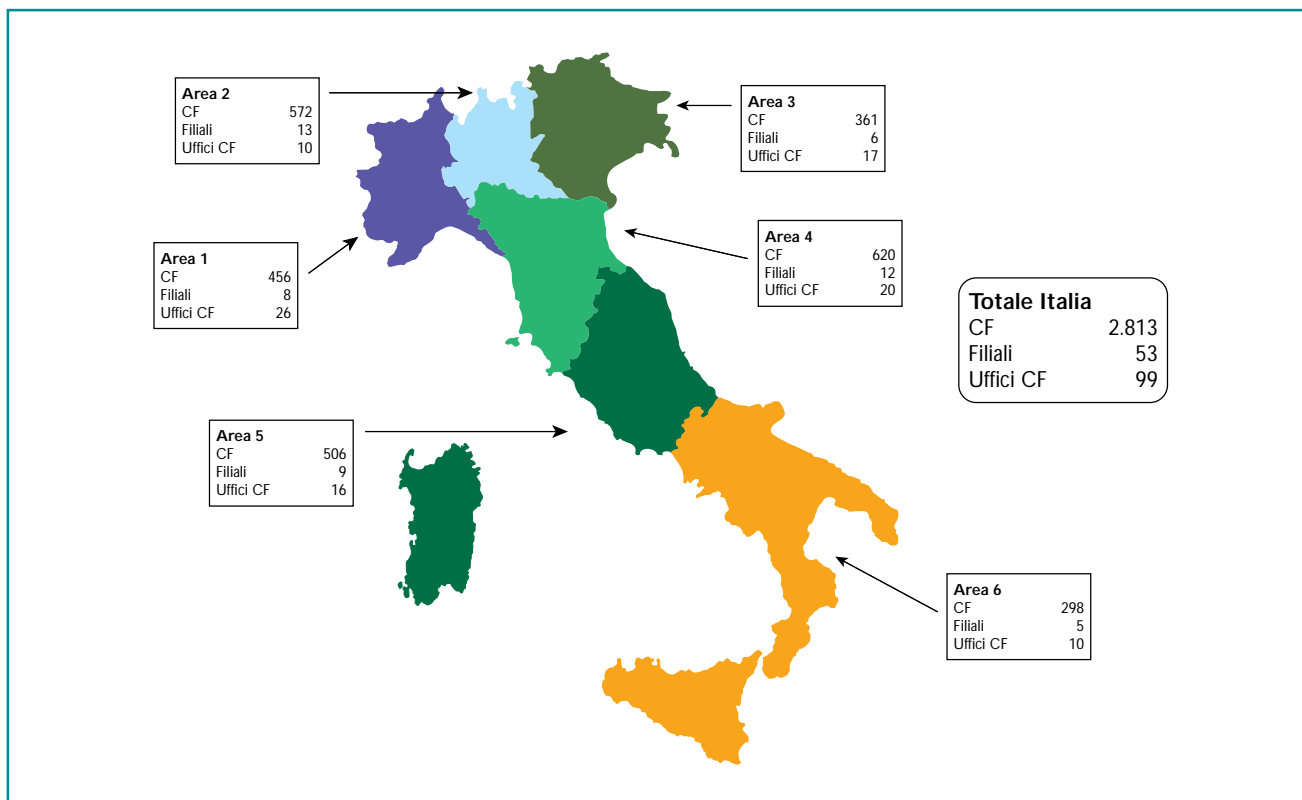 Area 2
CF 572
Filiali 13
Uffici CF 10
Area 3
CF 361
Filiali 6
Uffici CF 17
Area 1
CF 456
Filiali 8
Uffici CF 26
Area 4
CF 620
Filiali 12
Uffici CF 20
Totale Italia
CF 2.813
Filiali 53
Uffici CF 99
Area 5
CF 506
Filiali 9
Uffici CF 16
Area 6
CF 298
Filiali 5
Uffici CF 10